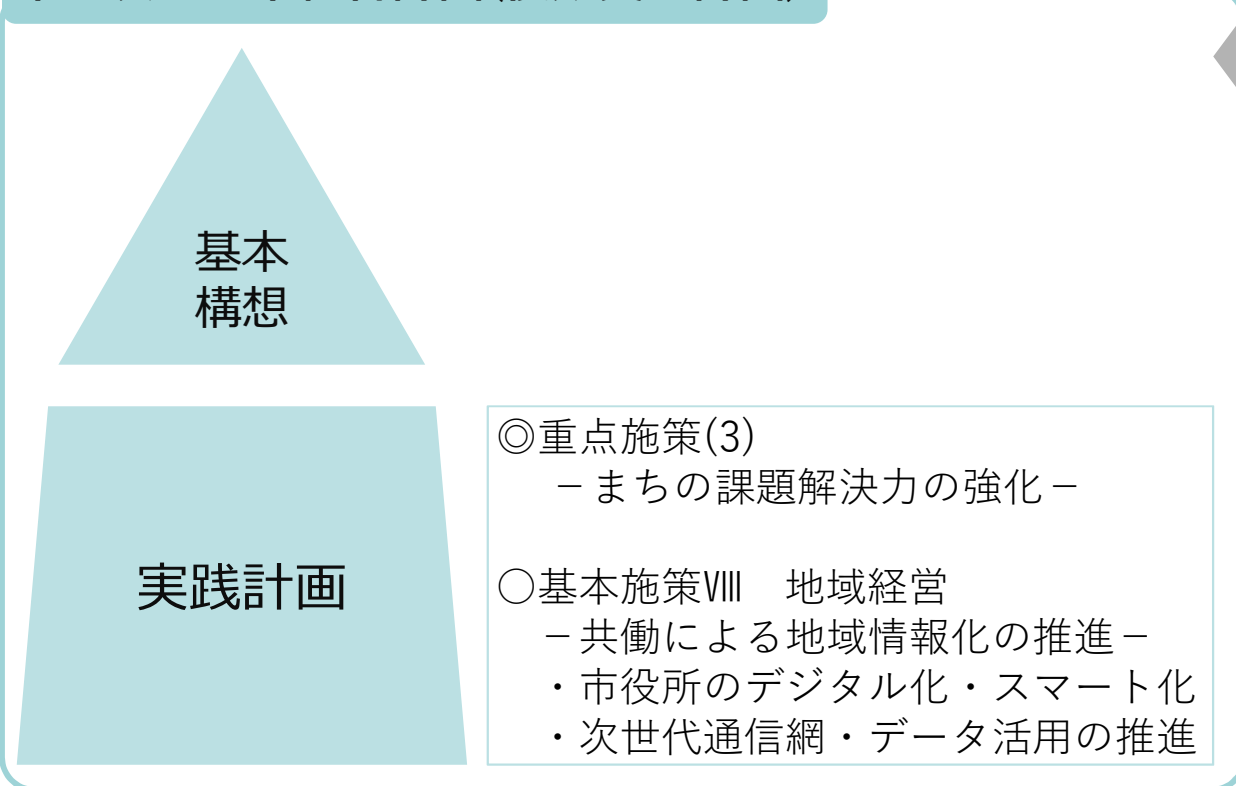 基本
構想
実践計画
◎重点施策(3)
－まちの課題解決力の強化－
○基本施策Ⅷ　地域経営
－共働による地域情報化の推進－
・市役所のデジタル化・スマート化
・次世代通信網・データ活用の推進